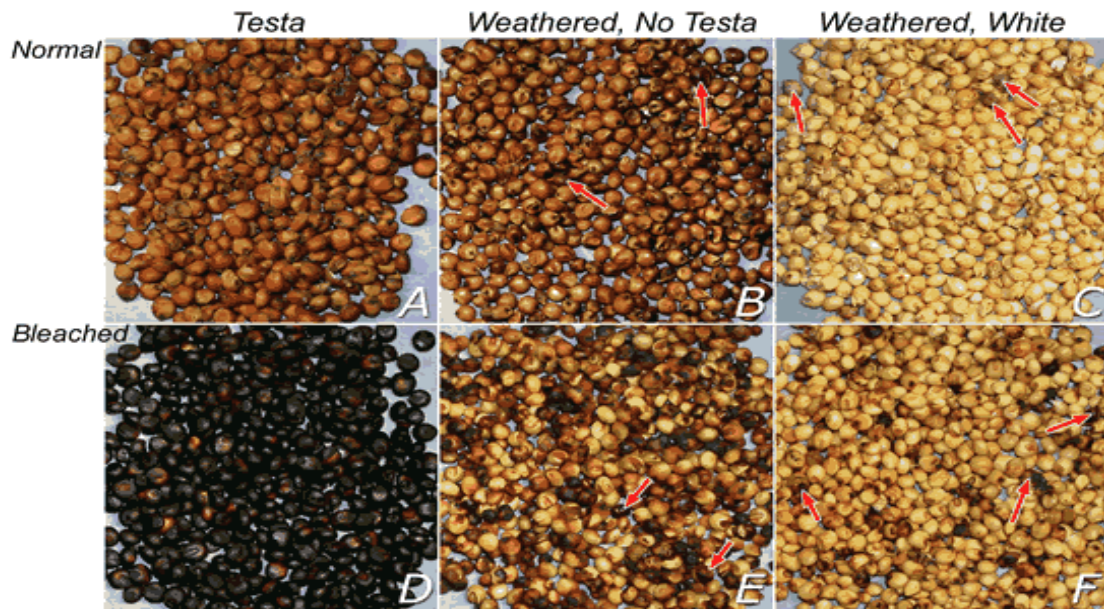 Testa
Weathered, No Testa
Weathered, White
Normal
A
B
C
Bleached
D
E
F